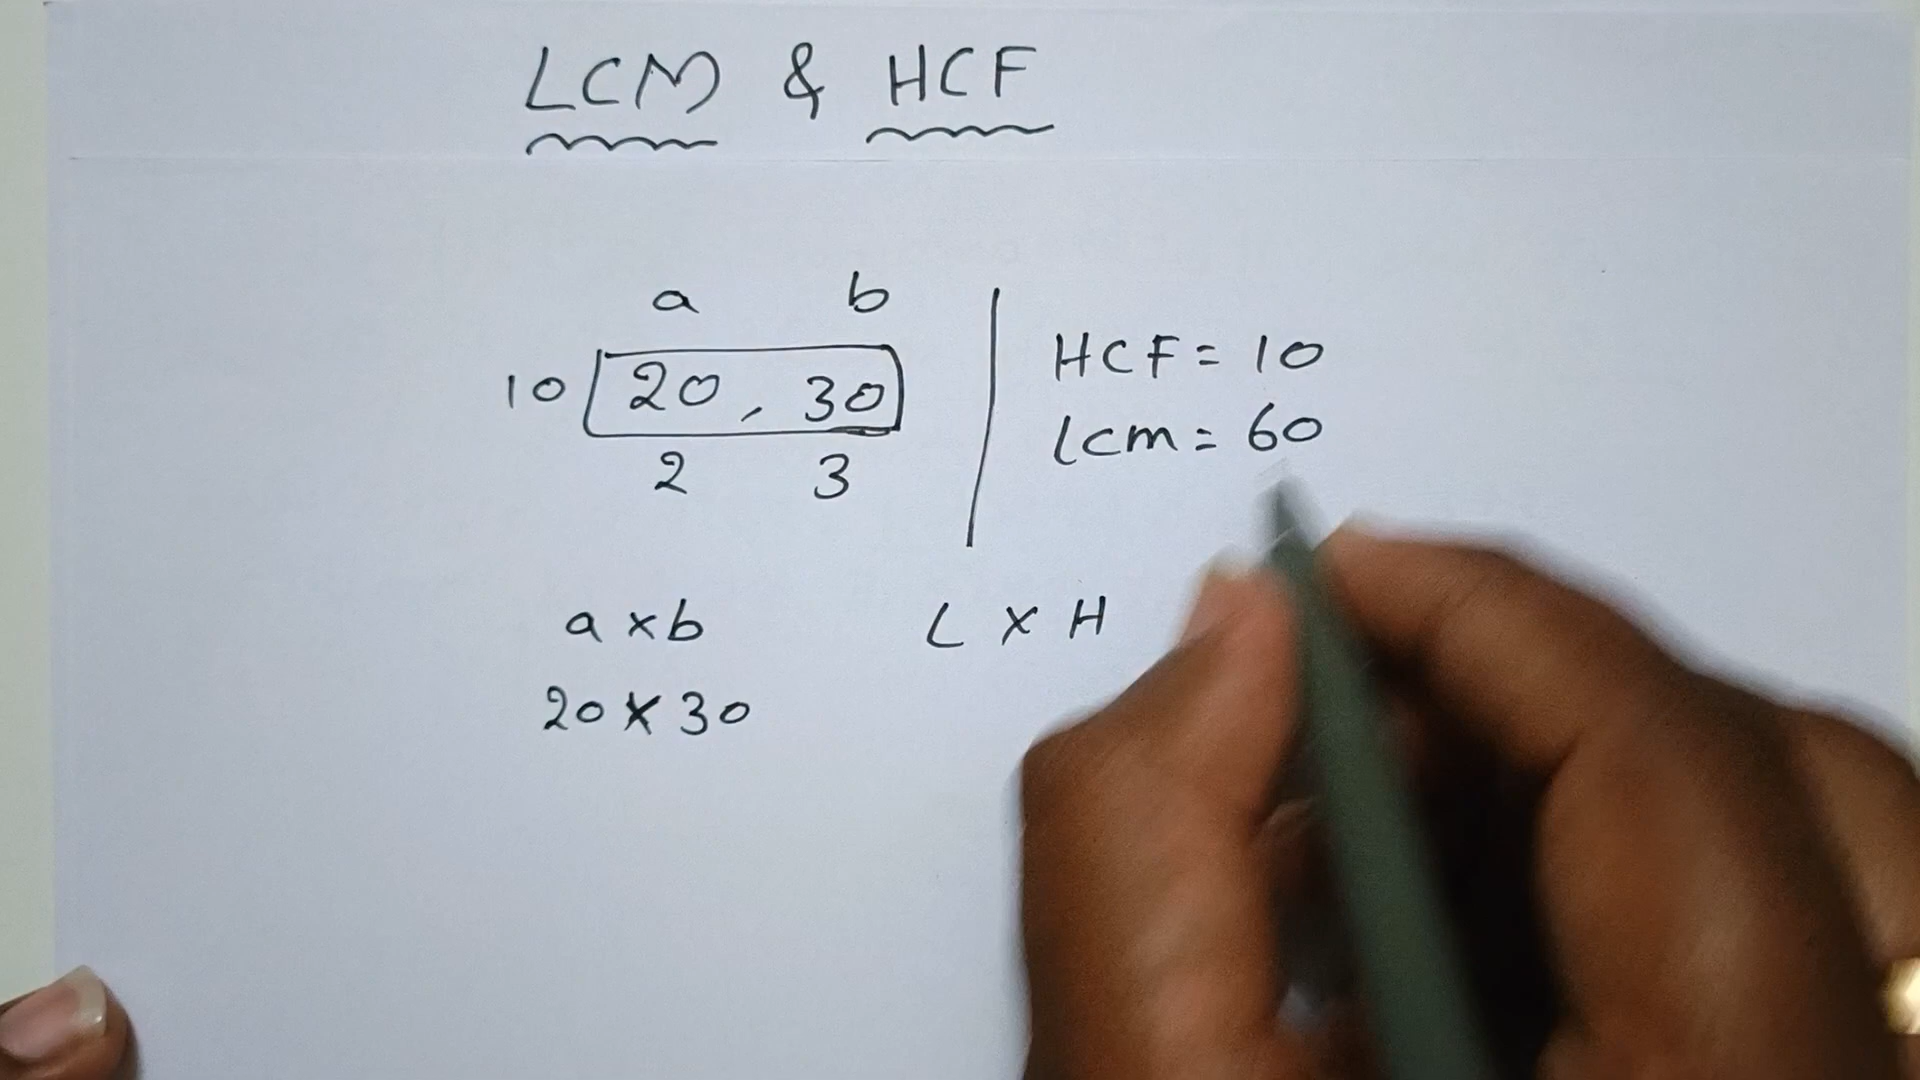 LCM & HCF
a b
10 20, 30
2 3
HCF = 10
Lcm = 60
a × b L × H
20 × 30